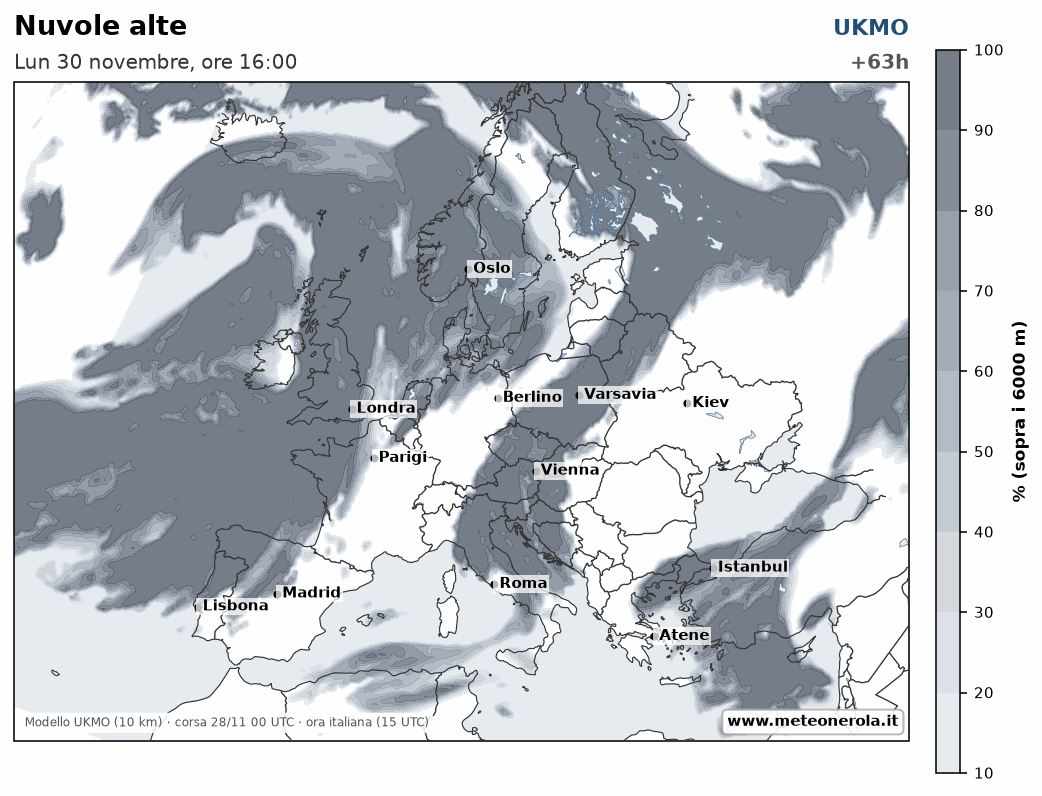 Nuvole alte
UKMO
Lun 30 novembre, ore 16:00
+63h
Oslo
Berlino
Varsavia
Kiev
Londra
Parigi
Vienna
Istanbul
Roma
Madrid
Lisbona
Atene
Modello UKMO (10 km) · corsa 28/11 00 UTC · ora italiana (15 UTC)
www.meteonerola.it
100
90
80
70
60
50
40
30
20
10
% (sopra i 6000 m)